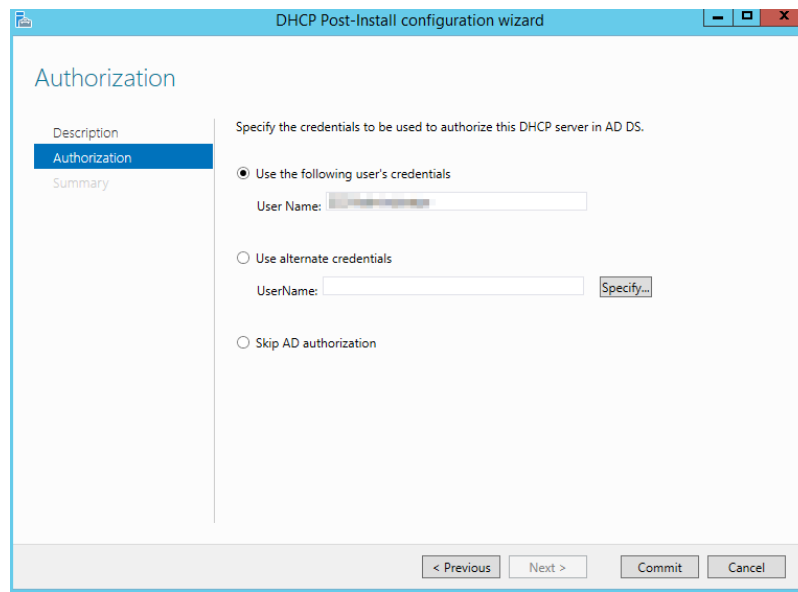 DHCP Post-Install configuration wizard
Authorization
Description
Authorization
Summary
Specify the credentials to be used to authorize this DHCP server in AD DS.
Use the following user's credentials
User Name:
Use alternate credentials
UserName:
Specify...
Skip AD authorization
< Previous
Next >
Commit
Cancel